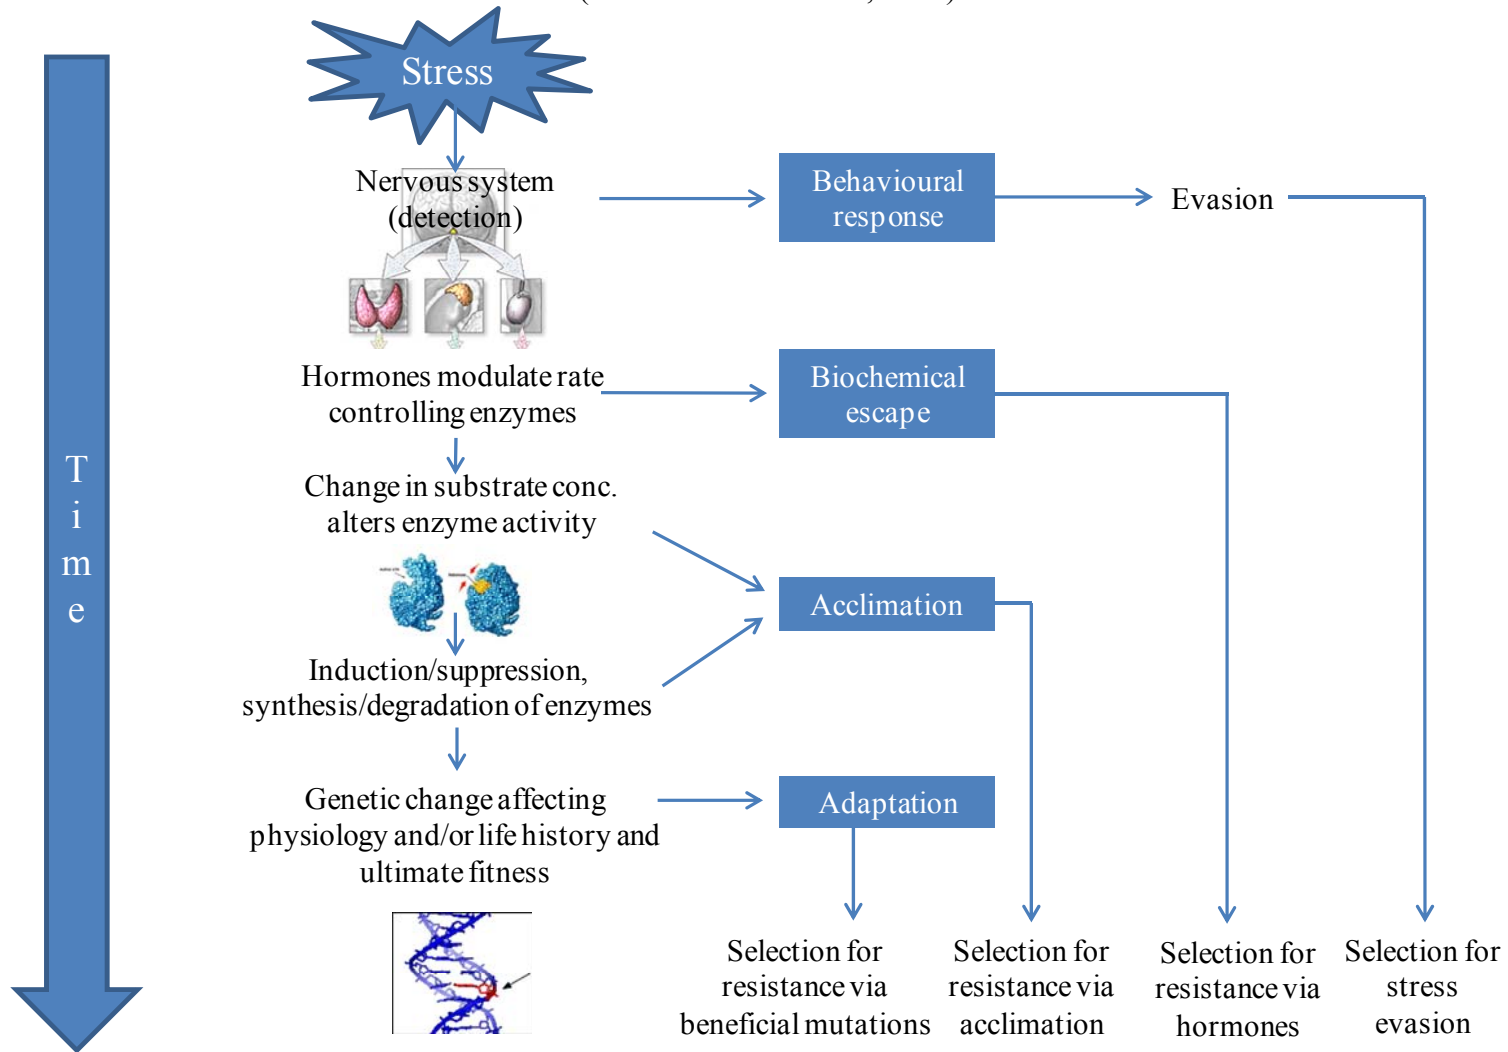 Stress
Nervous system
(detection)
Behavioural
response
Evasion
Hormones modulate rate
controlling enzymes
Biochemical
escape
T
i
m
e
Change in substrate conc.
alters enzyme activity
Acclimation
Induction/suppression,
synthesis/degradation of enzymes
Genetic change affecting
physiology and/or life history and
ultimate fitness
Adaptation
Selection for
resistance via
beneficial mutations
Selection for
resistance via
acclimation
Selection for
resistance via
hormones
Selection for
stress
evasion